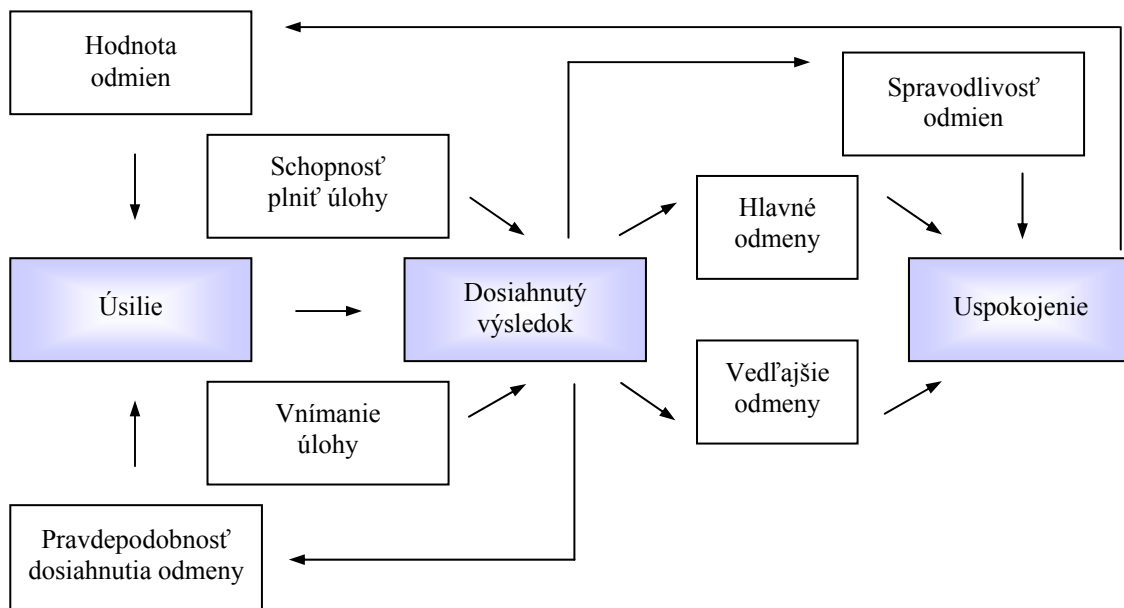 Hodnota
odmien
Spravodlivosť
odmien
Schopnosť
plniť úlohy
Hlavné
odmeny
Úsilie
Dosiahnutý
výsledok
Uspokojenie
Vnímanie
úlohy
Vedľajšie
odmeny
Pravdepodobnosť
dosiahnutia odmeny